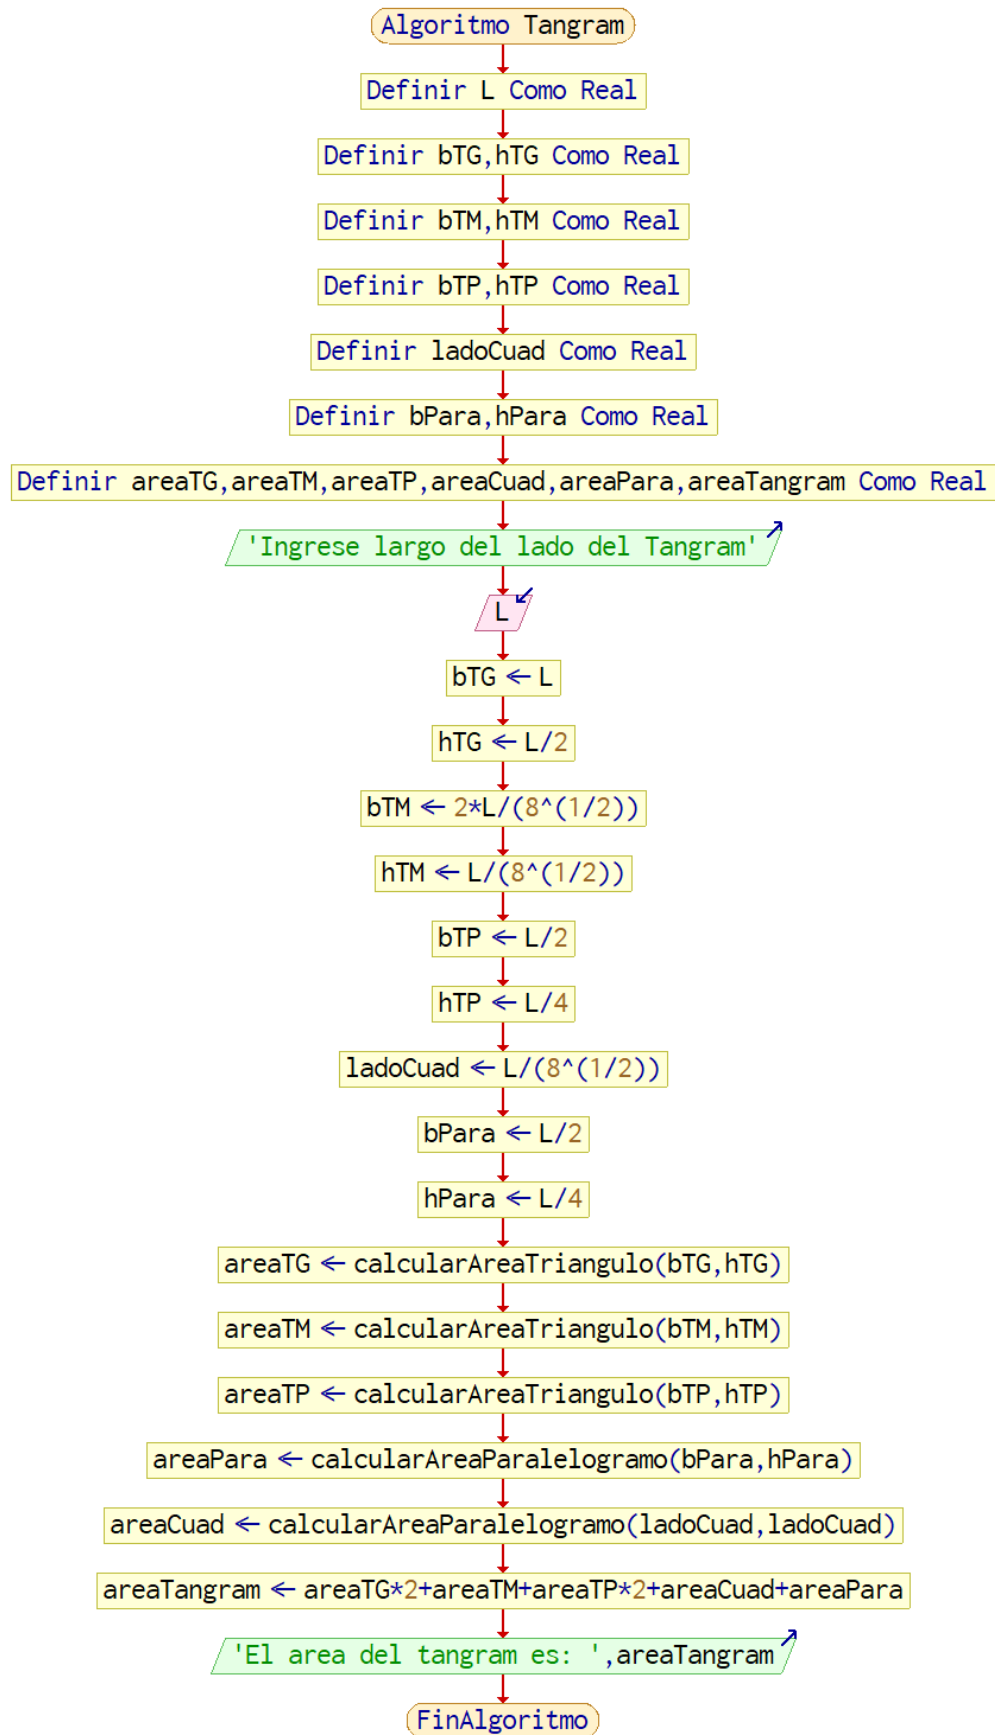 Algoritmo Tangram
Definir L Como Real
Definir bTG,hTG Como Real
Definir bTM,hTM Como Real
Definir bTP,hTP Como Real
Definir ladoCuad Como Real
Definir bPara,hPara Como Real
Definir areaTG,areaTM,areaTP,areaCuad,areaPara,areaTangram Como Real
'Ingrese largo del lado del Tangram'
L
bTG ← L
hTG ← L/2
bTM ← 2*L/(8^(1/2))
hTM ← L/(8^(1/2))
bTP ← L/2
hTP ← L/4
ladoCuad ← L/(8^(1/2))
bPara ← L/2
hPara ← L/4
areaTG ← calcularAreaTriangulo(bTG,hTG)
areaTM ← calcularAreaTriangulo(bTM,hTM)
areaTP ← calcularAreaTriangulo(bTP,hTP)
areaPara ← calcularAreaParalelogramo(bPara,hPara)
areaCuad ← calcularAreaParalelogramo(ladoCuad,ladoCuad)
areaTangram ← areaTG*2+areaTM+areaTP*2+areaCuad+areaPara
'El area del tangram es: ',areaTangram
FinAlgoritmo